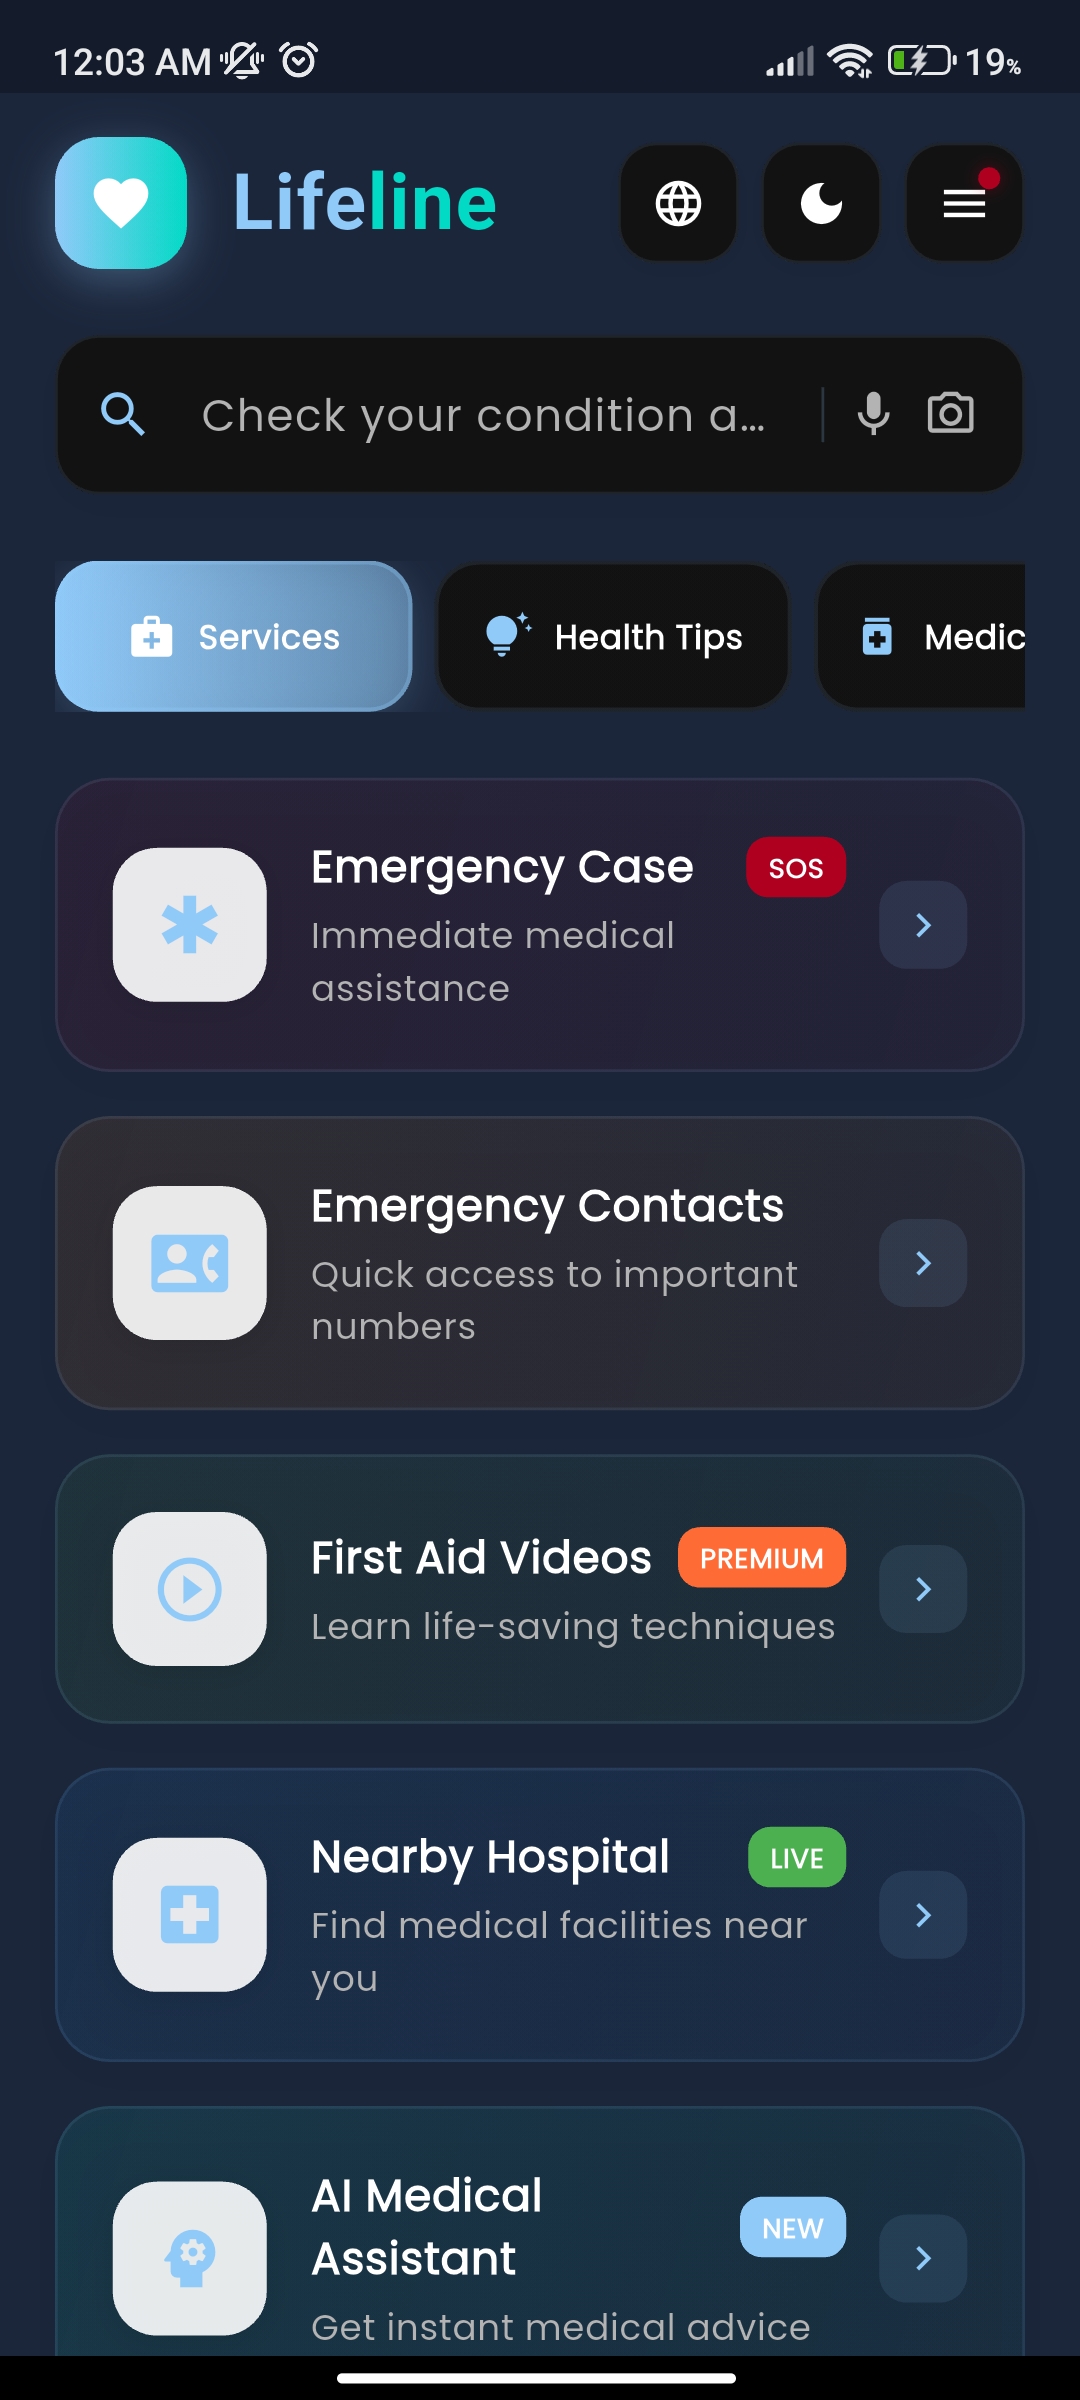 12:03 AM 19%
Lifeline
Check your condition a...
Services Health Tips Medic
Emergency Case SOS
Immediate medical
assistance
Emergency Contacts
Quick access to important
numbers
First Aid Videos PREMIUM
Learn life-saving techniques
Nearby Hospital LIVE
Find medical facilities near
you
AI Medical
Assistant NEW
Get instant medical advice